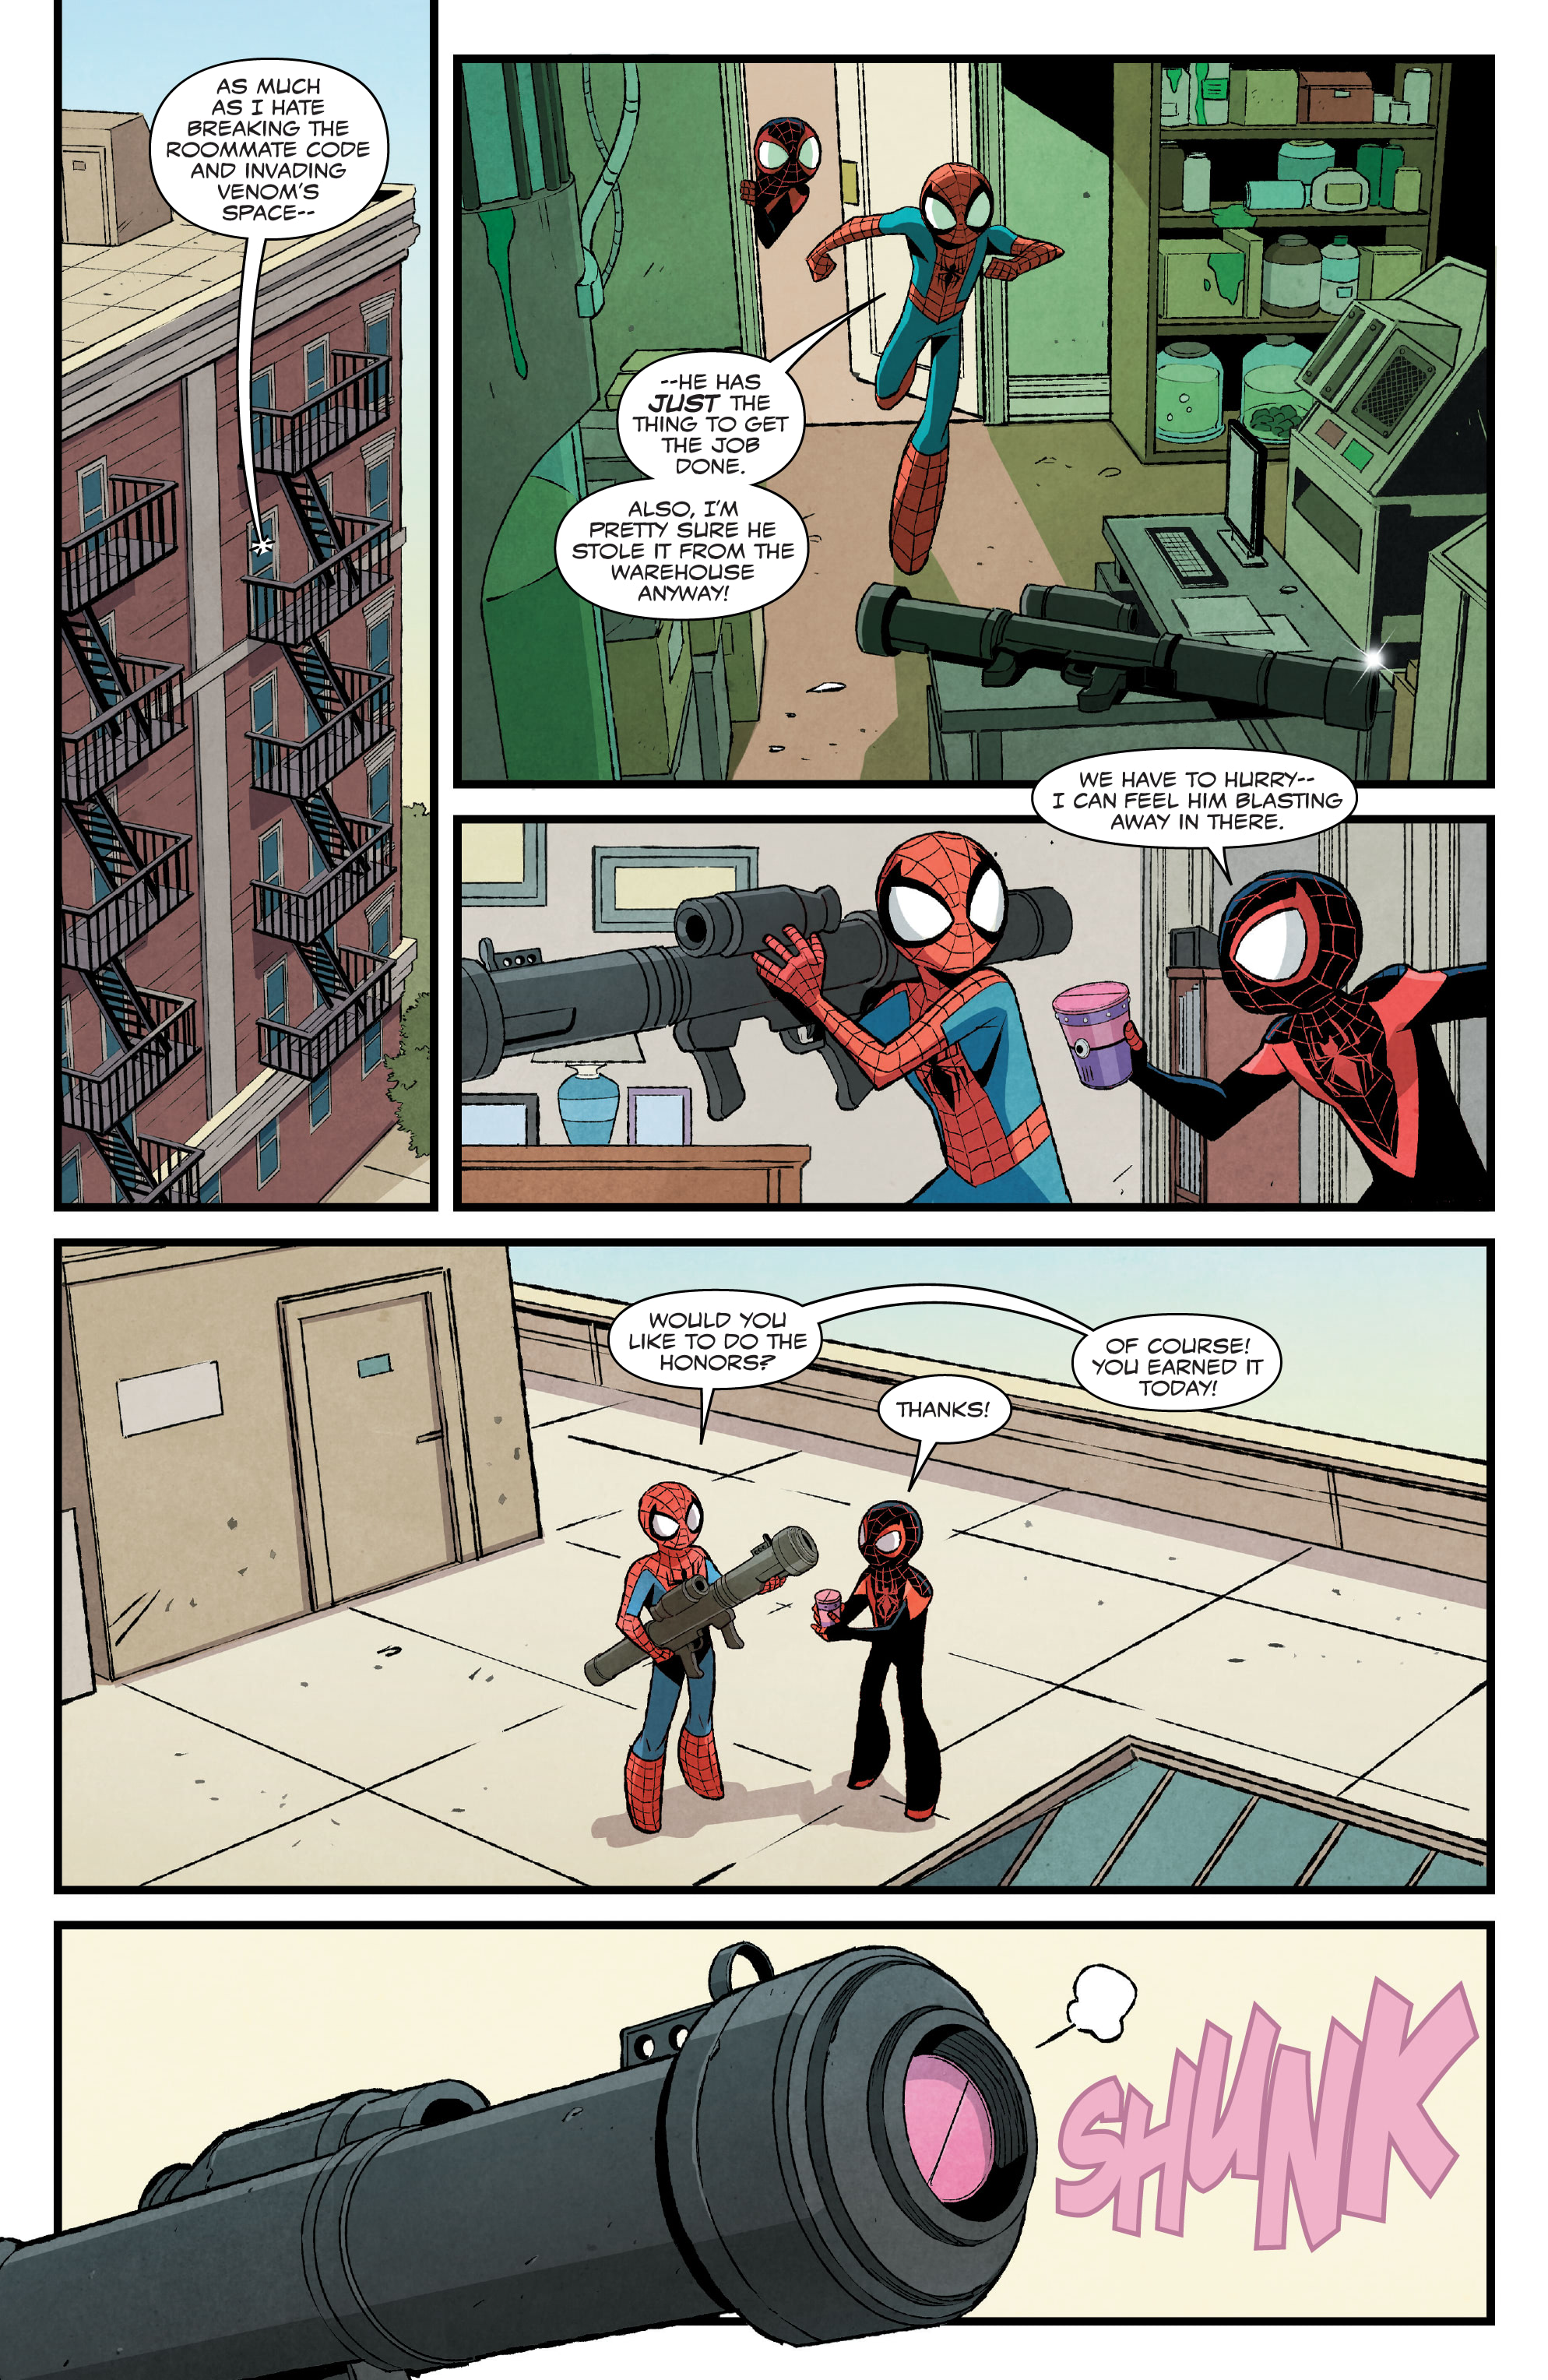 AS MUCH
AS I HATE
BREAKING THE
ROOMMATE CODE
AND INVADING
VENOM'S
SPACE--
--HE HAS
JUST THE
THING TO GET
THE JOB
DONE.
ALSO, I'M
PRETTY SURE HE
STOLE IT FROM THE
WAREHOUSE
ANYWAY!
WE HAVE TO HURRY--
I CAN FEEL HIM BLASTING
AWAY IN THERE.
WOULD YOU
LIKE TO DO THE
HONORS?
THANKS!
OF COURSE!
YOU EARNED IT
TODAY!
SHUNK